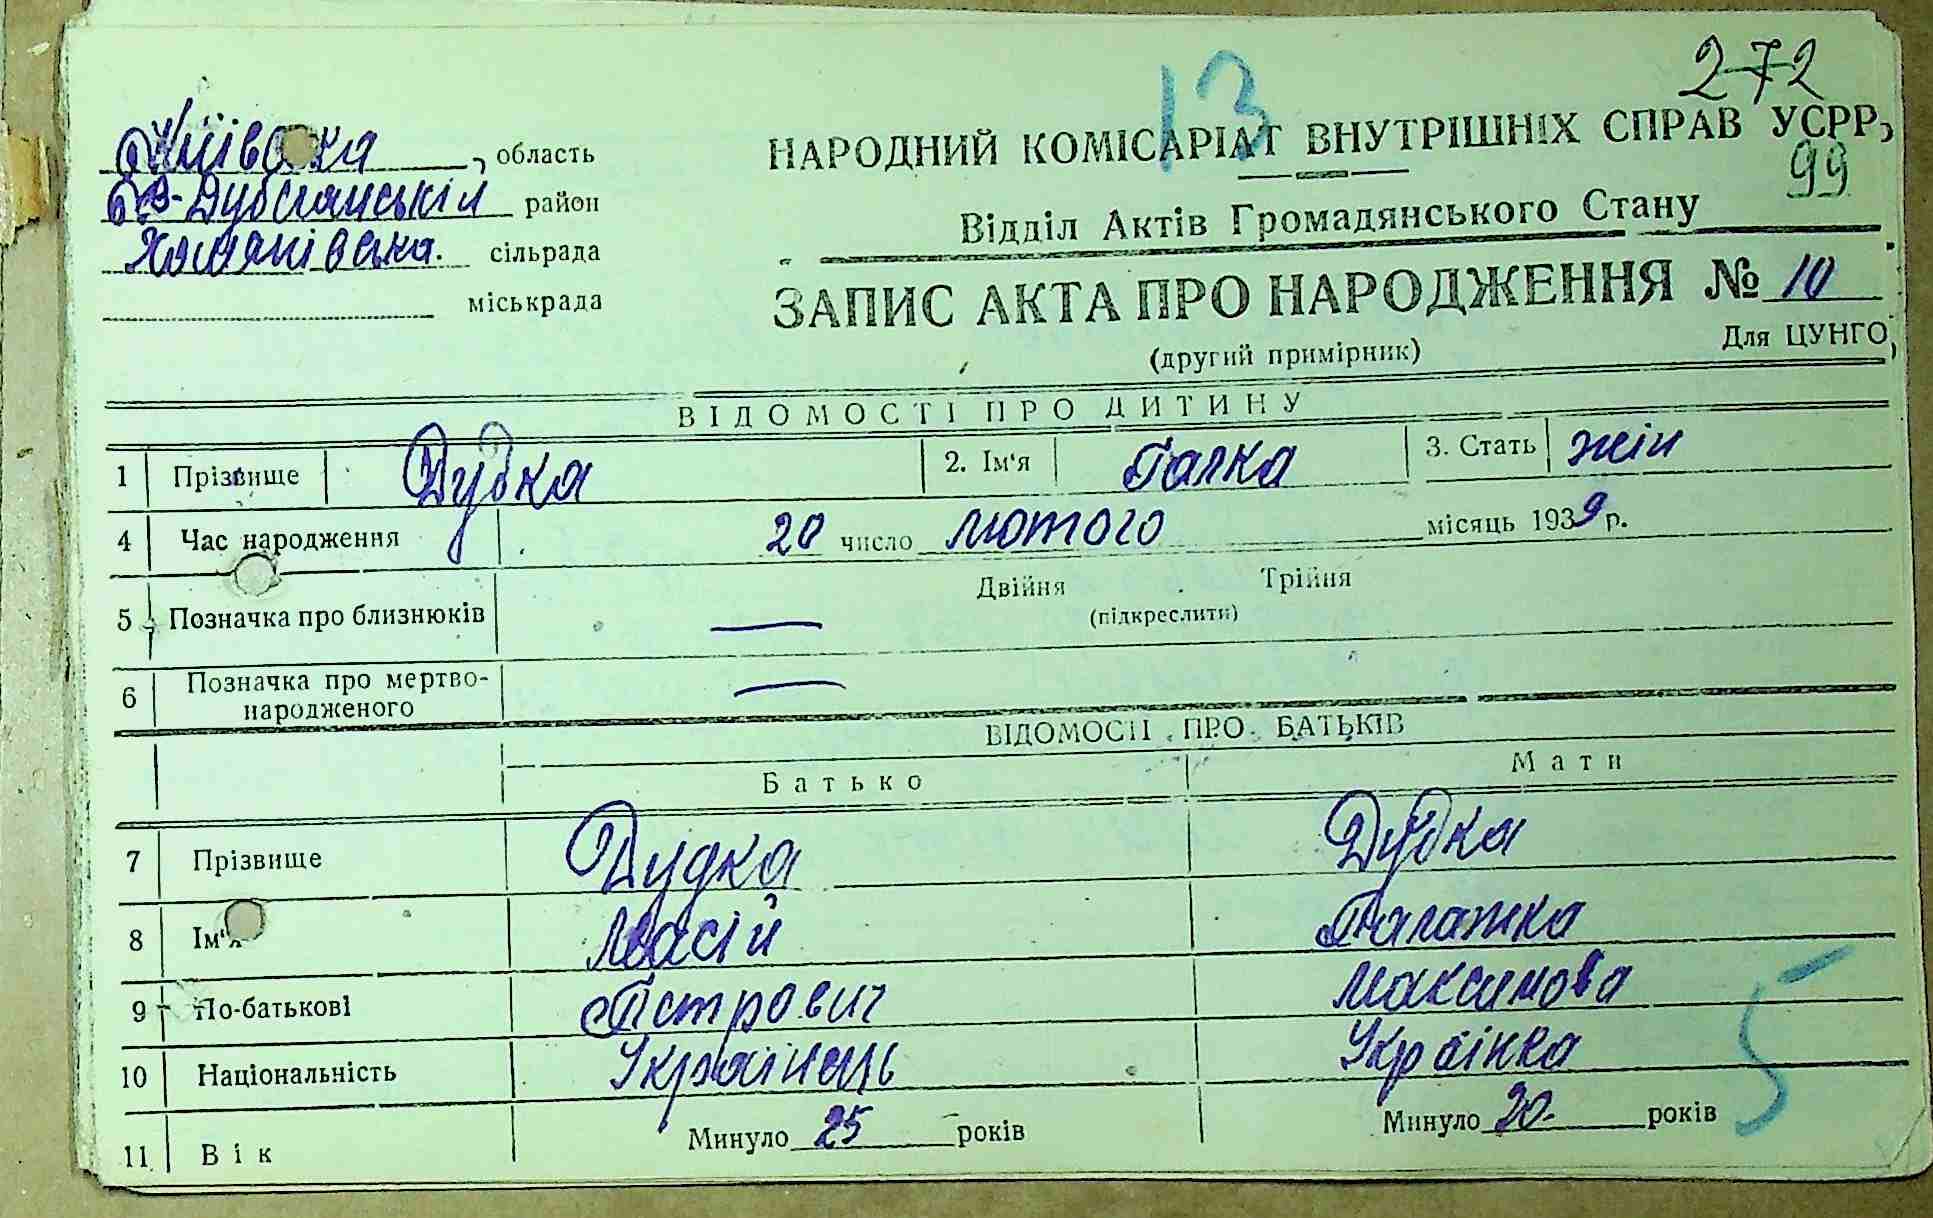 13
272
Київська, область
В-Дубечанський район
сільрада
міськрада
НАРОДНИЙ КОМІСАРІАТ ВНУТРІШНІХ СПРАВ УСРР,
99
Відділ Актів Громадянського Стану
ЗАПИС АКТА ПРО НАРОДЖЕННЯ № 10
(другий примірник)
Для ЦУНГО
ВІДОМОСТІ ПРО ДИТИНУ
1 Прізвище Дудка 2. Ім'я Галка 3. Стать жін
4 Час народження 20 число лютого місяць 1939 р.
5 Позначка про близнюків — Двійня Трійня
(підкреслити)
6 Позначка про мертво-
народженого —
ВІДОМОСТІ ПРО БАТЬКІВ
Батько Мати
7 Прізвище Дудка Дудка
8 Ім'я
9 По-батькові Петрович Максимова
10 Національність Українець Українка
11 Вік Минуло 25 років Минуло 20 років
5